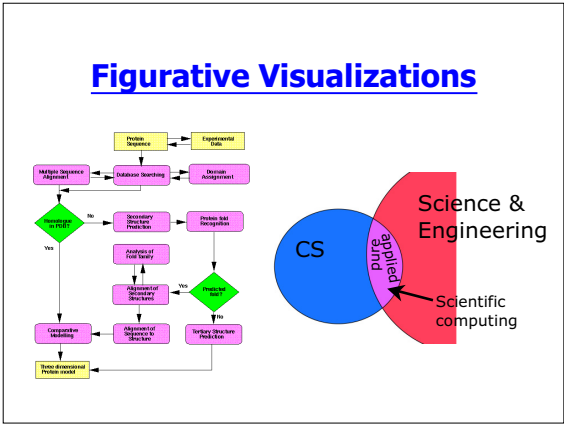 Figurative Visualizations
Protein
Sequence
Experimental
Data
Multiple Sequence
Alignment
Database Searching
Domain
Assignment
Homologue
in PDB?
No
Yes
Secondary
Structure
Prediction
Protein fold
Recognition
Analysis of
Fold family
Alignment of
Secondary
Structures
Yes
Predicted
fold?
No
Comparative
Modelling
Alignment of
Sequence to
Structure
Tertiary Structure
Prediction
Three dimensional
Protein model
CS
pure
applied
Science &
Engineering
Scientific
computing